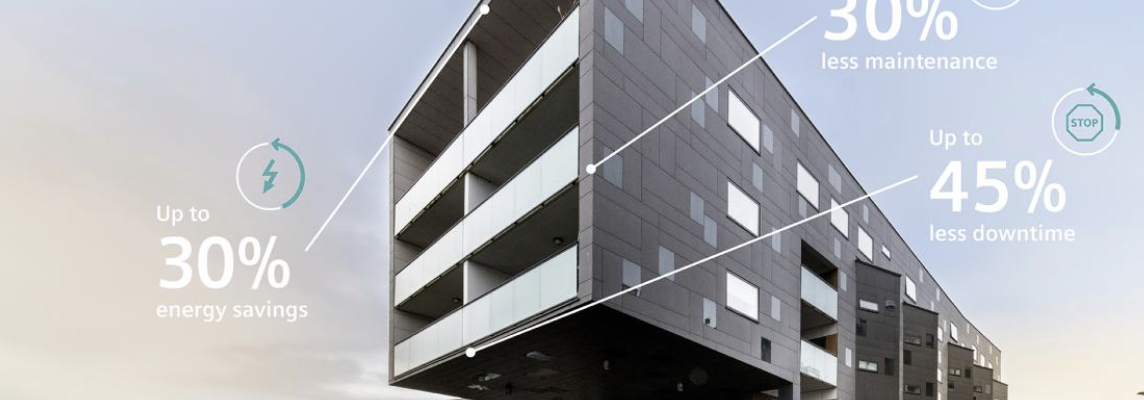 30%
less maintenance
STOP
Up to
45%
less downtime
Up to
30%
energy savings